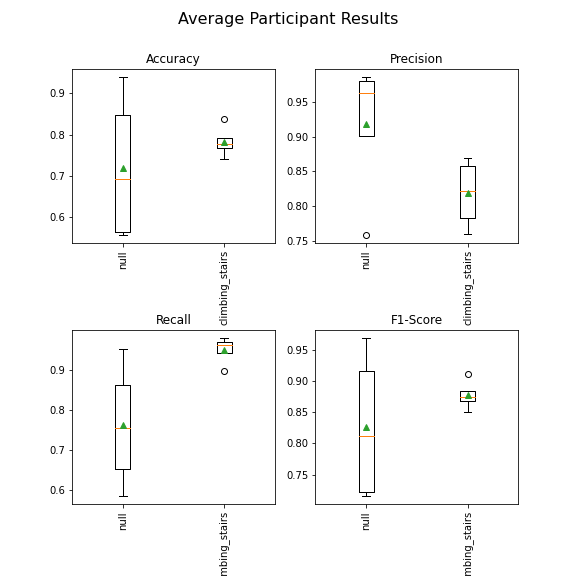 Average Participant Results
Accuracy
0.9
0.8
0.7
0.6
null
climbing_stairs
Precision
0.95
0.90
0.85
0.80
0.75
null
climbing_stairs
Recall
0.9
0.8
0.7
0.6
null
mbing_stairs
F1-Score
0.95
0.90
0.85
0.80
0.75
null
mbing_stairs